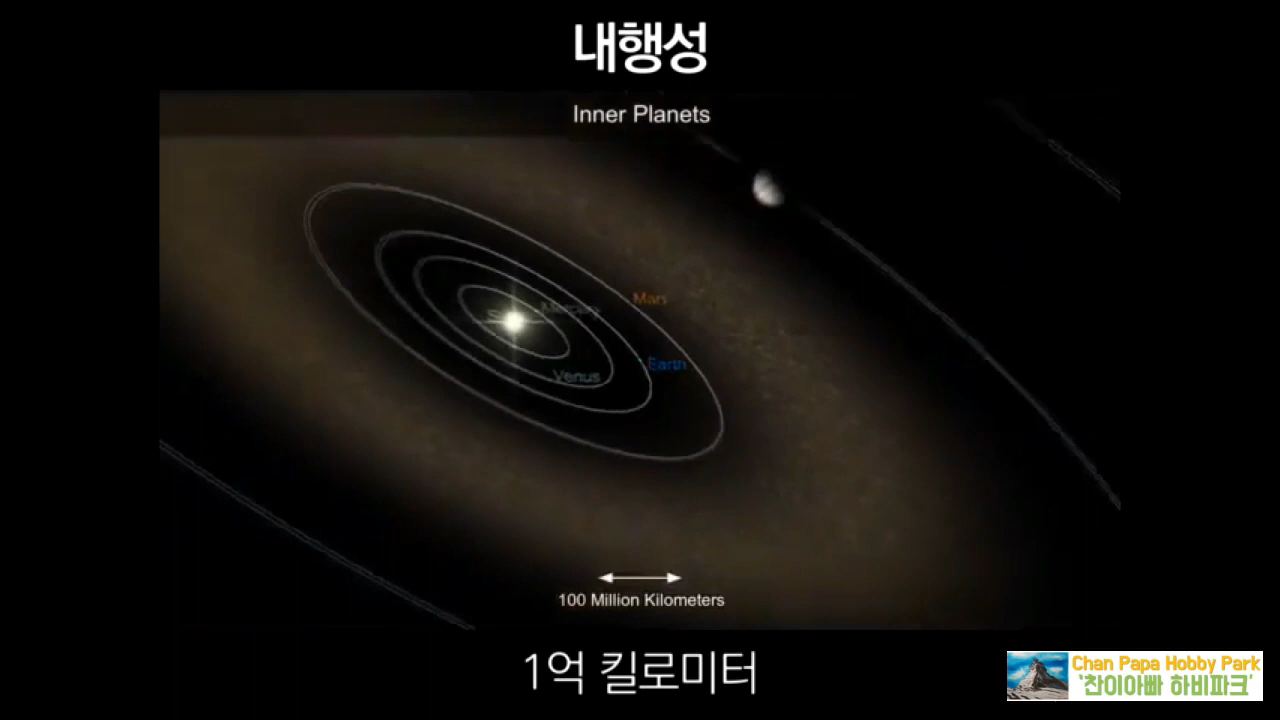 내행성
Inner Planets
Mars
Mercury
Earth
Venus
100 Million Kilometers
1억 킬로미터
Chan Papa Hobby Park
'찬이아빠 하비파크'